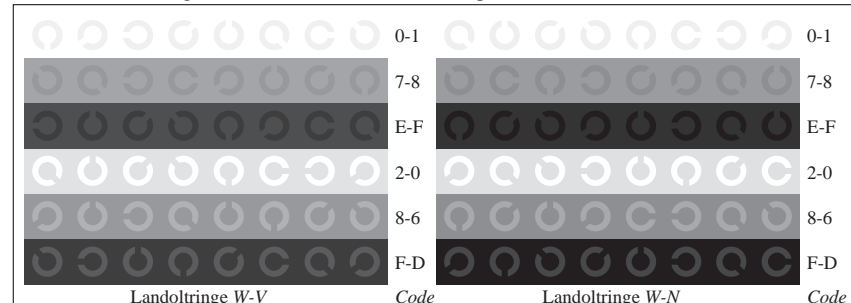 0-1 0-1
7-8 7-8
E-F E-F
2-0 2-0
8-6 8-6
F-D F-D
Landoltringe W-V Code Landoltringe W-N Code